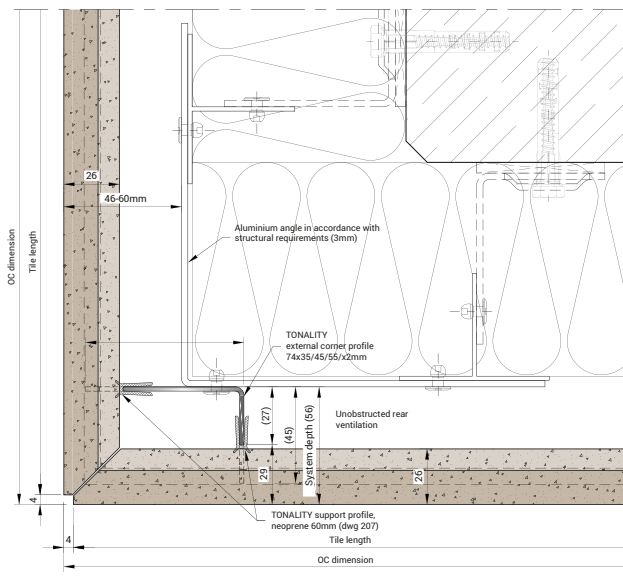 26
46-60mm
Aluminium angle in accordance with
structural requirements (3mm)
OC dimension
Tile length
TONALITY
external corner profile
74x35/45/55/x2mm
(27)
(45)
System depth (56)
Unobstructed rear
ventilation
29
26
4
TONALITY support profile,
neoprene 60mm (dwg 207)
4
Tile length
OC dimension